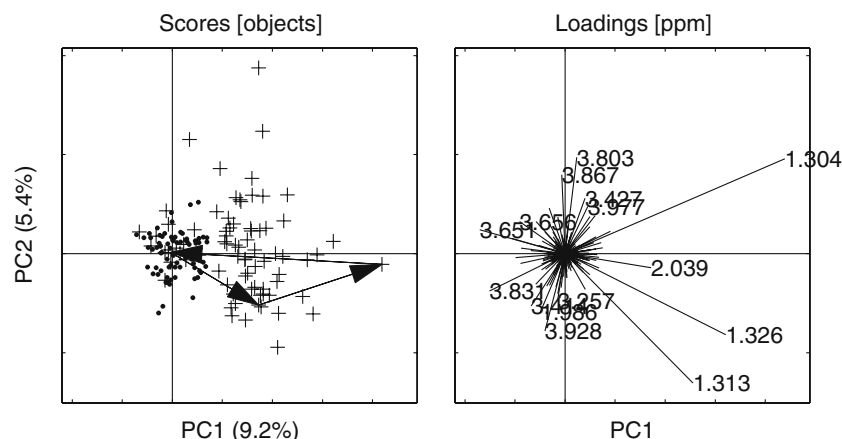 Scores [objects]
Loadings [ppm]
PC2 (5.4%)
PC1 (9.2%)
PC1
3.803
1.304
3.867
3.427
3.977
3.656
3.651
2.039
3.831
3.257
1.986
3.928
1.326
1.313